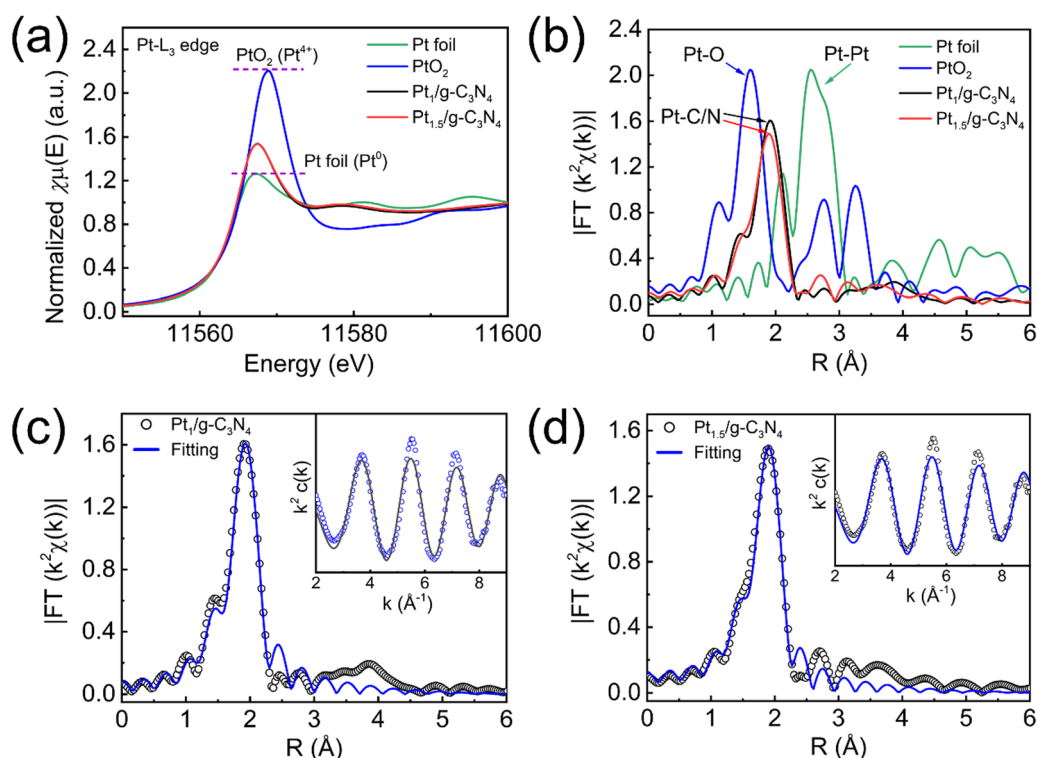 (a)
Pt-L₃ edge
PtO₂ (Pt⁴⁺)
Pt foil (Pt⁰)
Pt foil
PtO₂
Pt₁/g-C₃N₄
Pt₁.₅/g-C₃N₄
Normalized χμ(E) (a.u.)
2.4
2.0
1.6
1.2
0.8
0.4
0.0
11560
11580
11600
Energy (eV)
(b)
Pt-O
Pt-Pt
Pt-C/N
Pt foil
PtO₂
Pt₁/g-C₃N₄
Pt₁.₅/g-C₃N₄
|FT (k²χ(k))|
2.4
2.0
1.6
1.2
0.8
0.4
0.0
0 1 2 3 4 5 6
R (Å)
(c)
Pt₁/g-C₃N₄
Fitting
|FT (k²χ(k))|
1.6
1.2
0.8
0.4
0.0
0 1 2 3 4 5 6
R (Å)
k² c(k)
2 4 6 8
k (Å⁻¹)
(d)
Pt₁.₅/g-C₃N₄
Fitting
|FT (k²χ(k))|
1.6
1.2
0.8
0.4
0.0
0 1 2 3 4 5 6
R (Å)
k² c(k)
2 4 6 8
k (Å⁻¹)